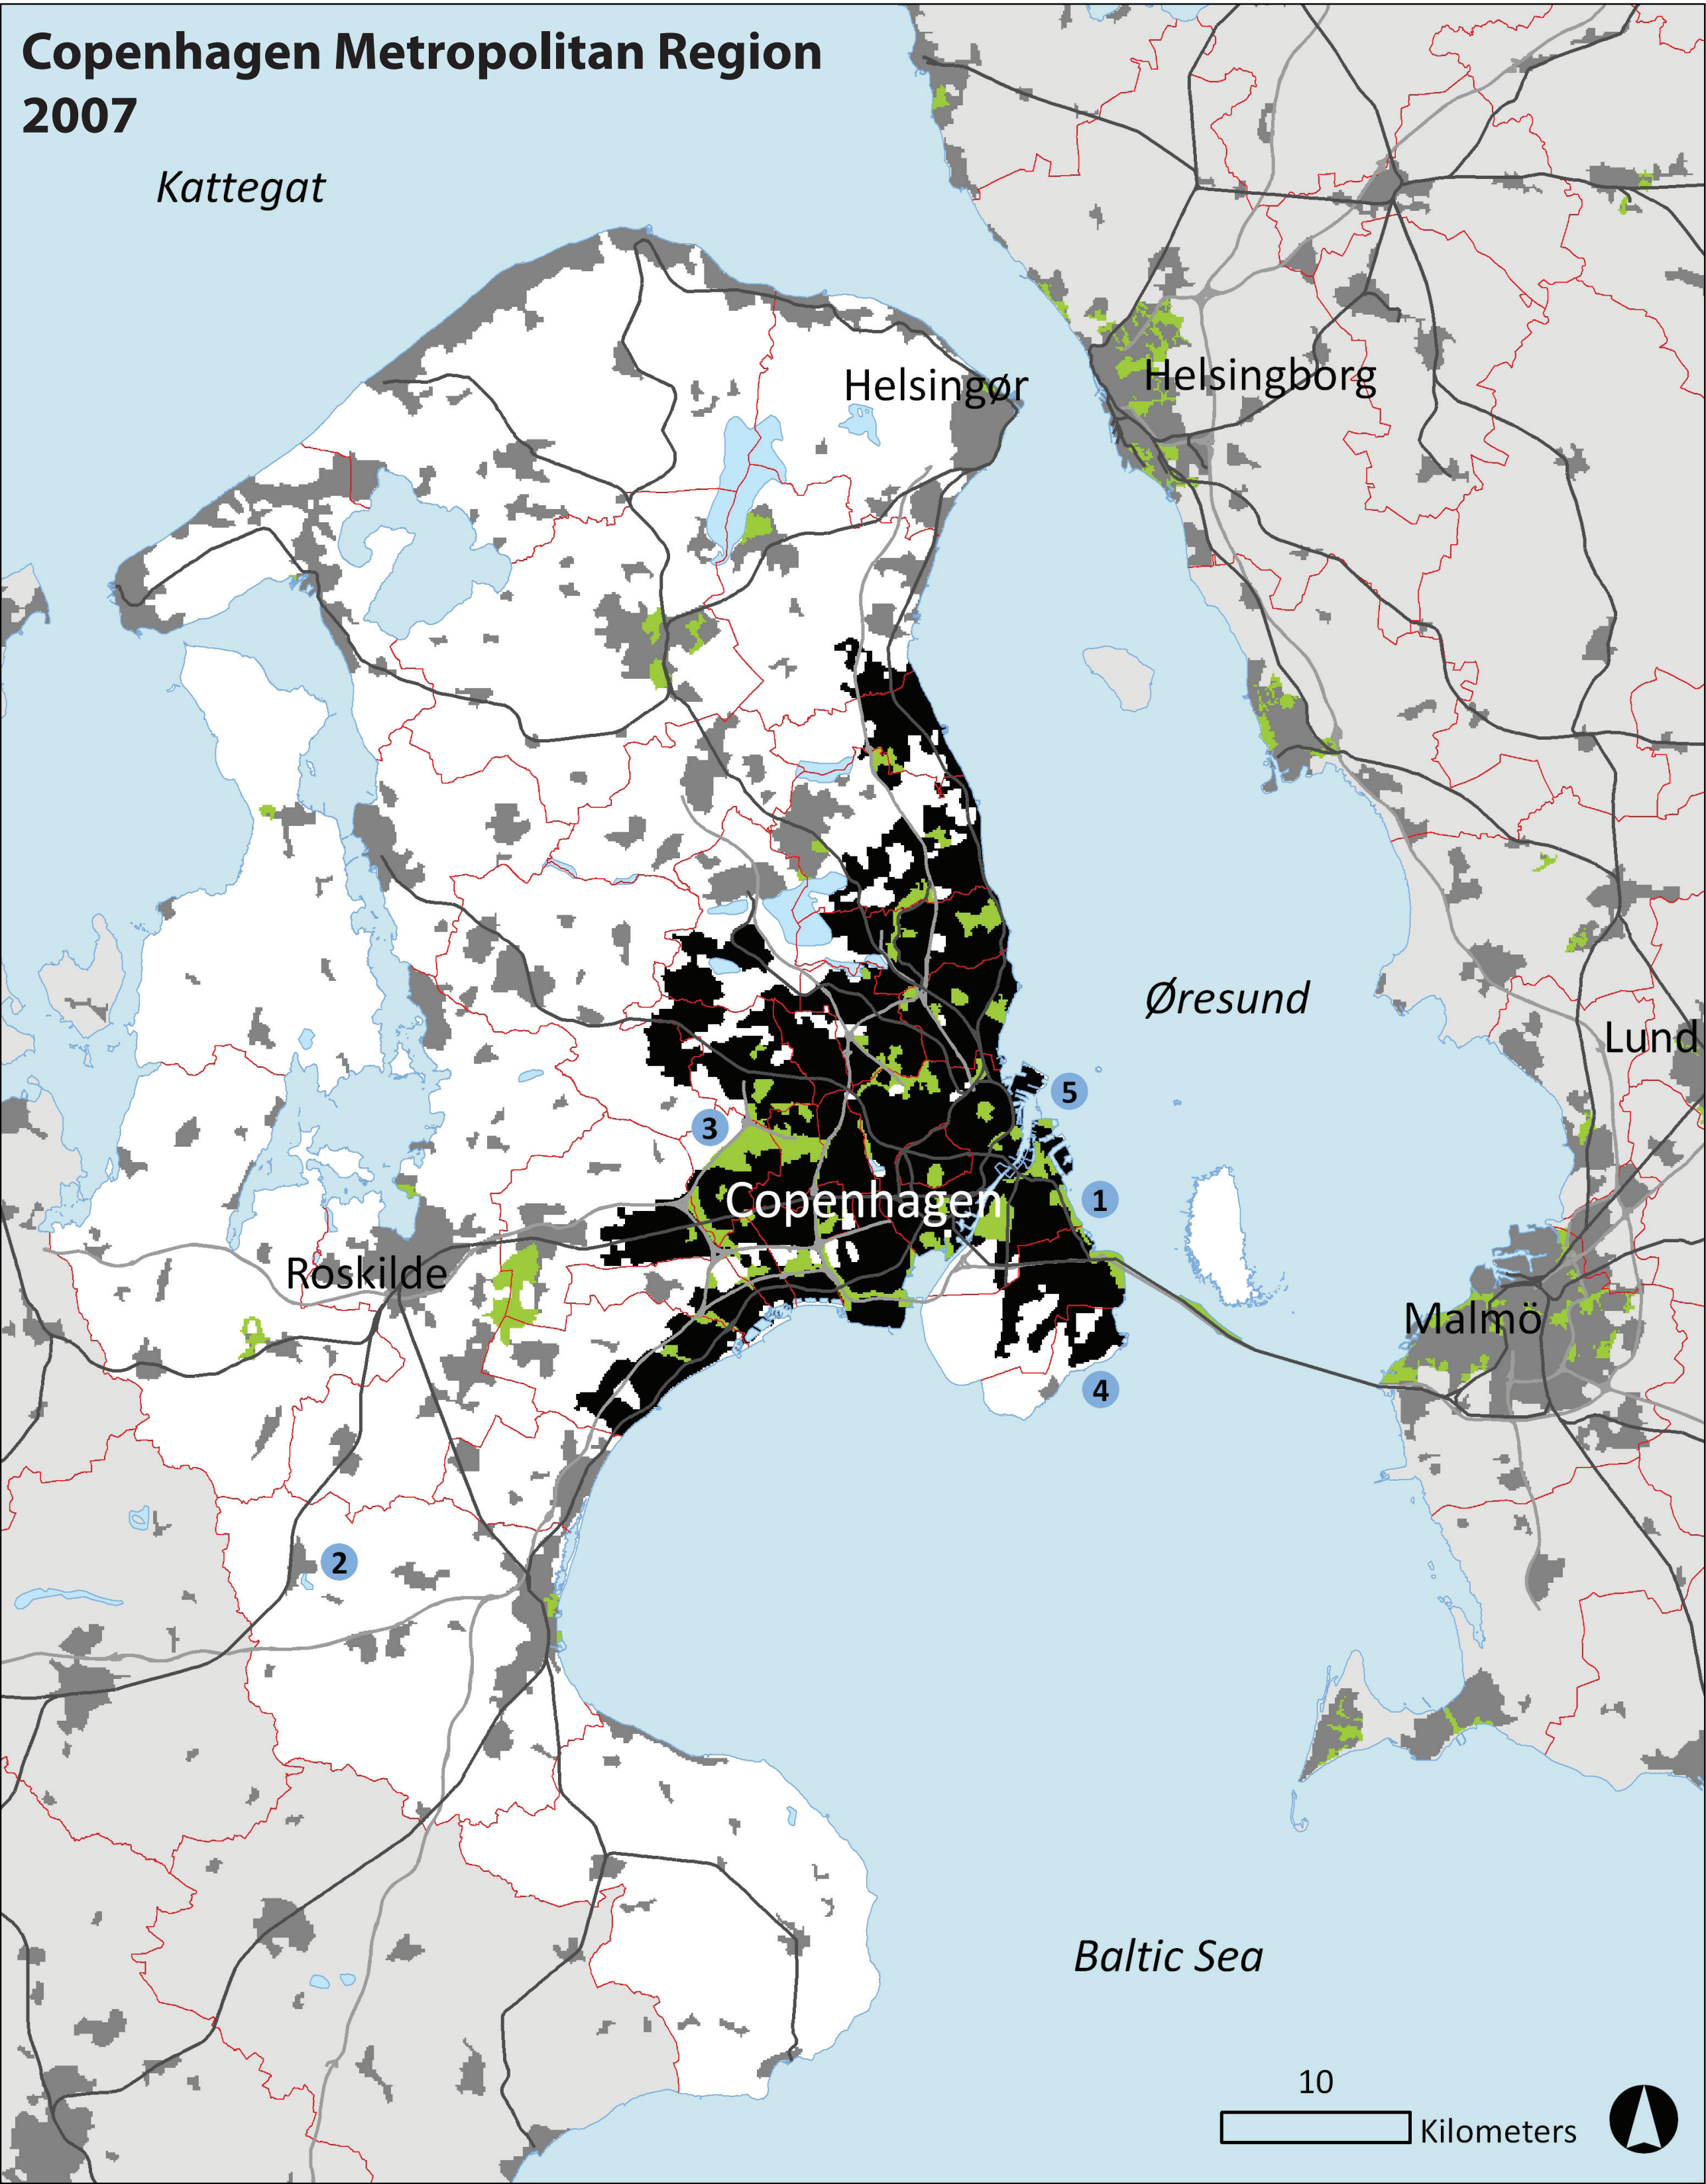 Copenhagen Metropolitan Region
2007
Kattegat
Helsingør
Helsingborg
Øresund
Lund
5
3
Copenhagen
1
Roskilde
Malmö
4
2
Baltic Sea
10
Kilometers